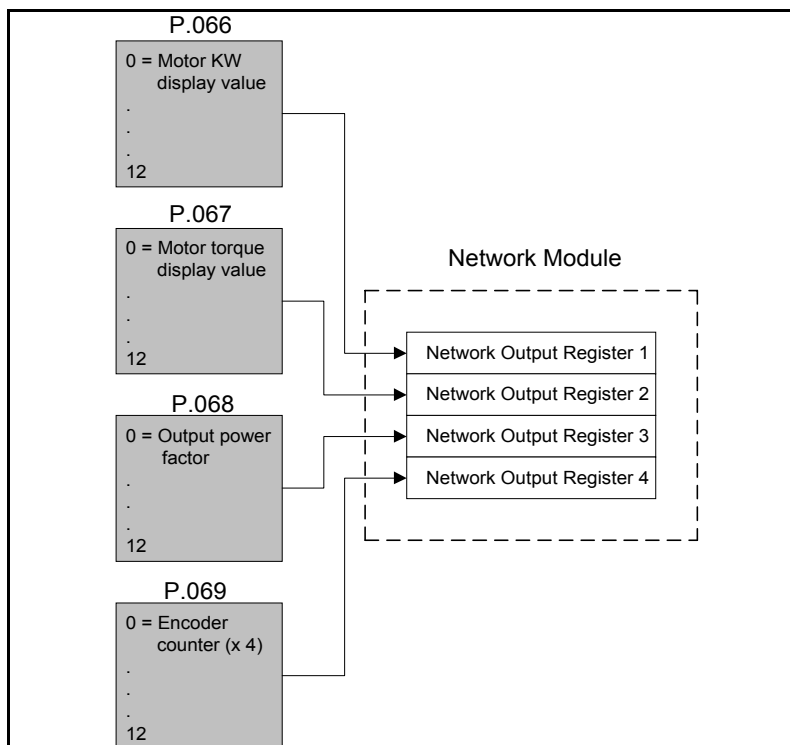 P.066
0 = Motor KW
display value
.
.
.
12
P.067
0 = Motor torque
display value
.
.
.
12
P.068
0 = Output power
factor
.
.
.
12
P.069
0 = Encoder
counter (x 4)
.
.
.
12
Network Module
Network Output Register 1
Network Output Register 2
Network Output Register 3
Network Output Register 4